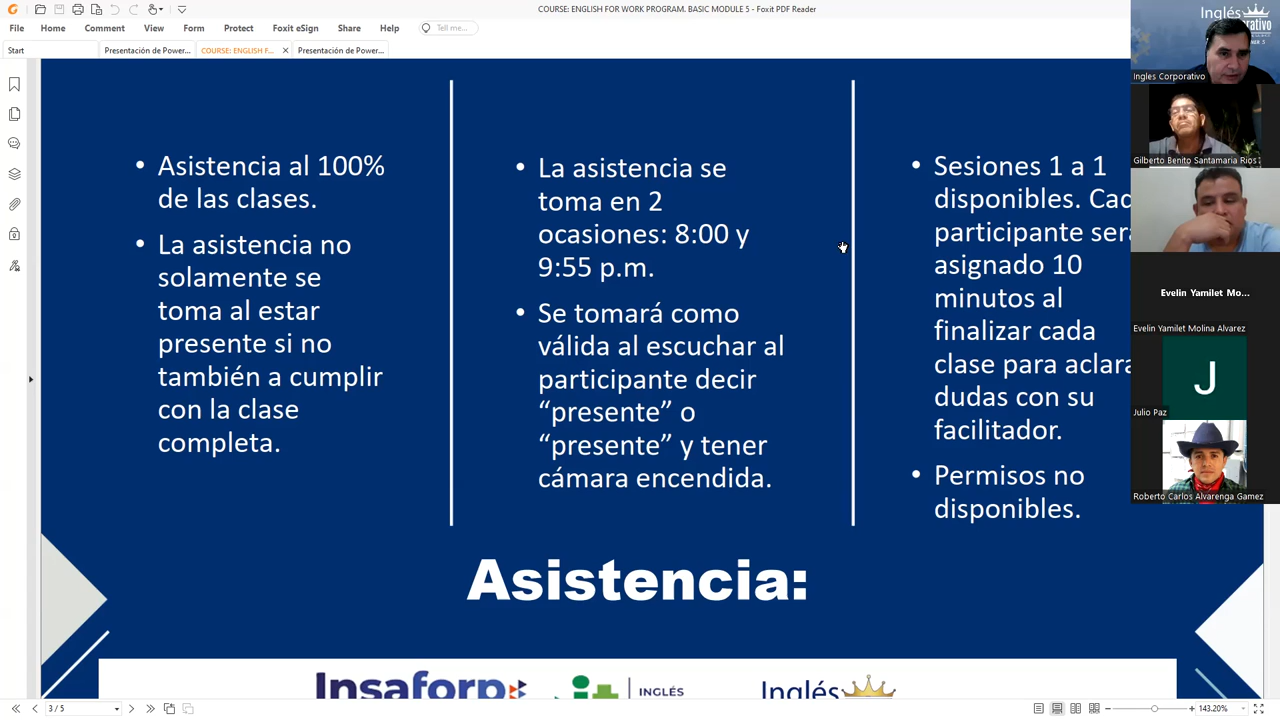 COURSE: ENGLISH FOR WORK PROGRAM. BASIC MODULE 5 - Foxit PDF Reader
File Home Comment View Form Protect Foxit eSign Share Help Tell me...
Start Presentación de Power... COURSE: ENGLISH F... Presentación de Power...
• Asistencia al 100%
de las clases.
• La asistencia no
solamente se
toma al estar
presente si no
también a cumplir
con la clase
completa.
• La asistencia se
toma en 2
ocasiones: 8:00 y
9:55 p.m.
• Se tomará como
válida al escuchar al
participante decir
“presente” o
“presente” y tener
cámara encendida.
• Sesiones 1 a 1
disponibles. Cad
participante ser
asignado 10
minutos al
finalizar cada
clase para aclara
dudas con su
facilitador.
• Permisos no
disponibles.
Asistencia:
Insaforp
INGLÉS
Inglés
Inglés
Ingles Corporativo
Gilberto Benito Santamaria Rios
Evelin Yamilet Mo...
Evelin Yamilet Molina Alvarez
J
Julio Paz
Roberto Carlos Alvarenga Gamez
3 / 5
143.20%